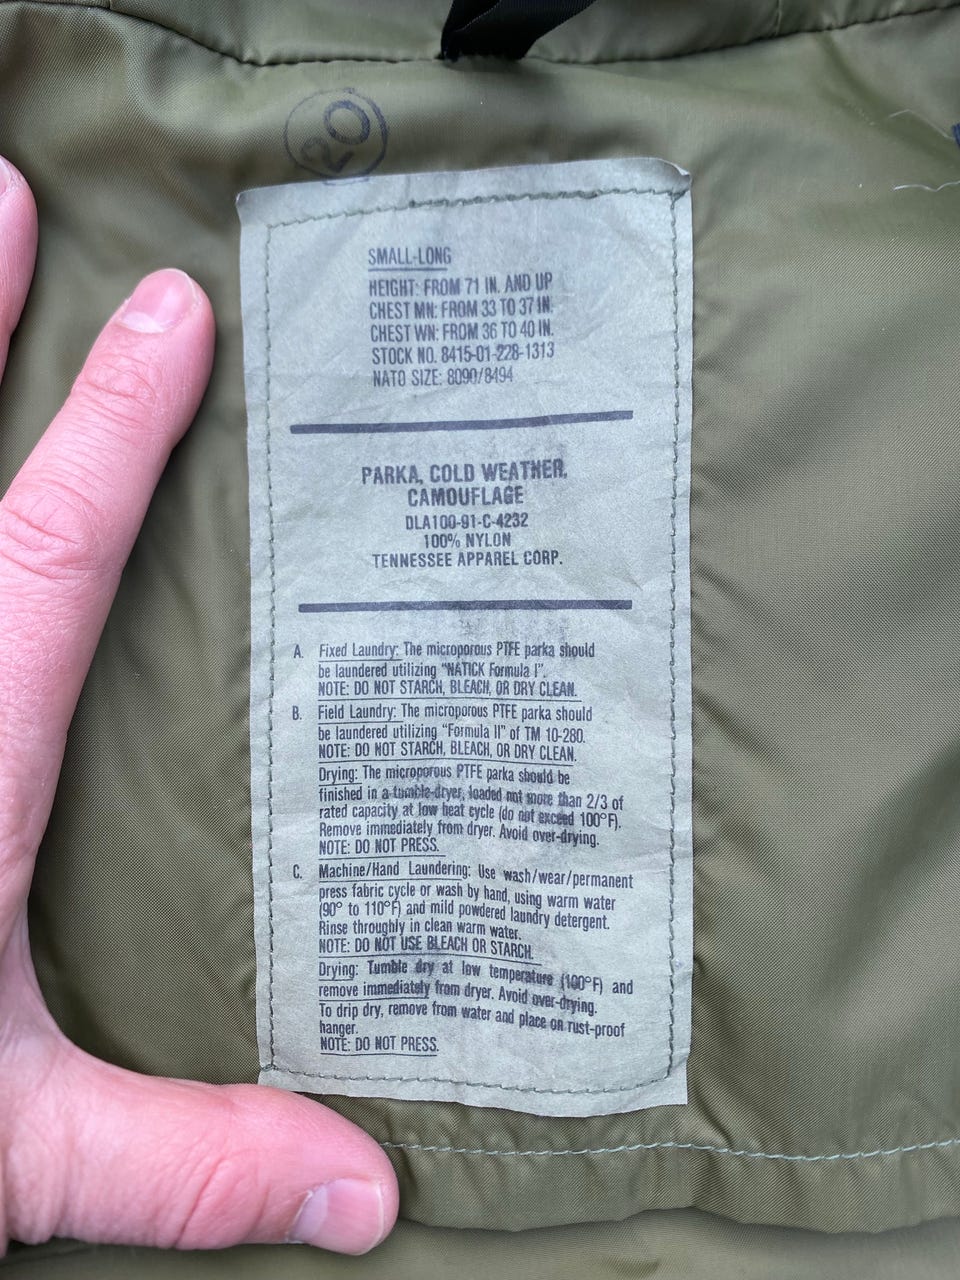 20
SMALL-LONG
HEIGHT: FROM 71 IN. AND UP
CHEST MN: FROM 33 TO 37 IN.
CHEST WN: FROM 36 TO 40 IN.
STOCK NO. 8415-01-228-1313
NATO SIZE: 8090/8494
PARKA, COLD WEATHER,
CAMOUFLAGE
DLA100-91-C-4232
100% NYLON
TENNESSEE APPAREL CORP.
A. Fixed Laundry: The microporous PTFE parka should
be laundered utilizing "NATICK Formula I".
NOTE: DO NOT STARCH, BLEACH, OR DRY CLEAN.
B. Field Laundry: The microporous PTFE parka should
be laundered utilizing "Formula II" of TM 10-280.
NOTE: DO NOT STARCH, BLEACH, OR DRY CLEAN.
Drying: The microporous PTFE parka should be
finished in a tumble-dryer, loaded not more than 2/3 of
rated capacity at low heat cycle (do not exceed 100°F).
Remove immediately from dryer. Avoid over-drying.
NOTE: DO NOT PRESS.
C. Machine/Hand Laundering: Use wash/wear/permanent
press fabric cycle or wash by hand, using warm water
(90° to 110°F) and mild powdered laundry detergent.
Rinse throughly in clean warm water.
NOTE: DO NOT USE BLEACH OR STARCH.
Drying: Tumble dry at low temperature (100°F) and
remove immediately from dryer. Avoid over-drying.
To drip dry, remove from water and place on rust-proof
hanger.
NOTE: DO NOT PRESS.